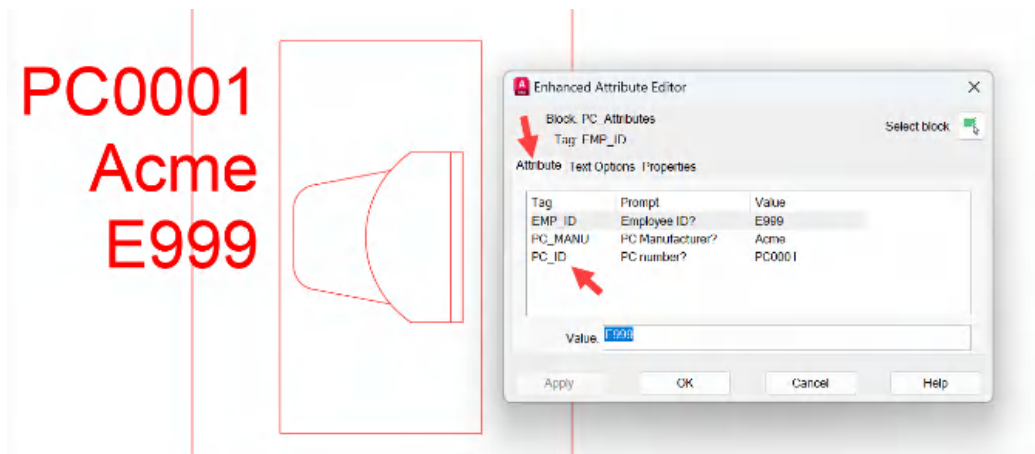 PC0001
Acme
E999
Enhanced Attribute Editor
Block: PC_Attributes
Tag: EMP_ID
Select block
Attribute Text Options Properties
Tag Prompt Value
EMP_ID Employee ID? E999
PC_MANU PC Manufacturer? Acme
PC_ID PC number? PC0001
Value: E999
Apply OK Cancel Help